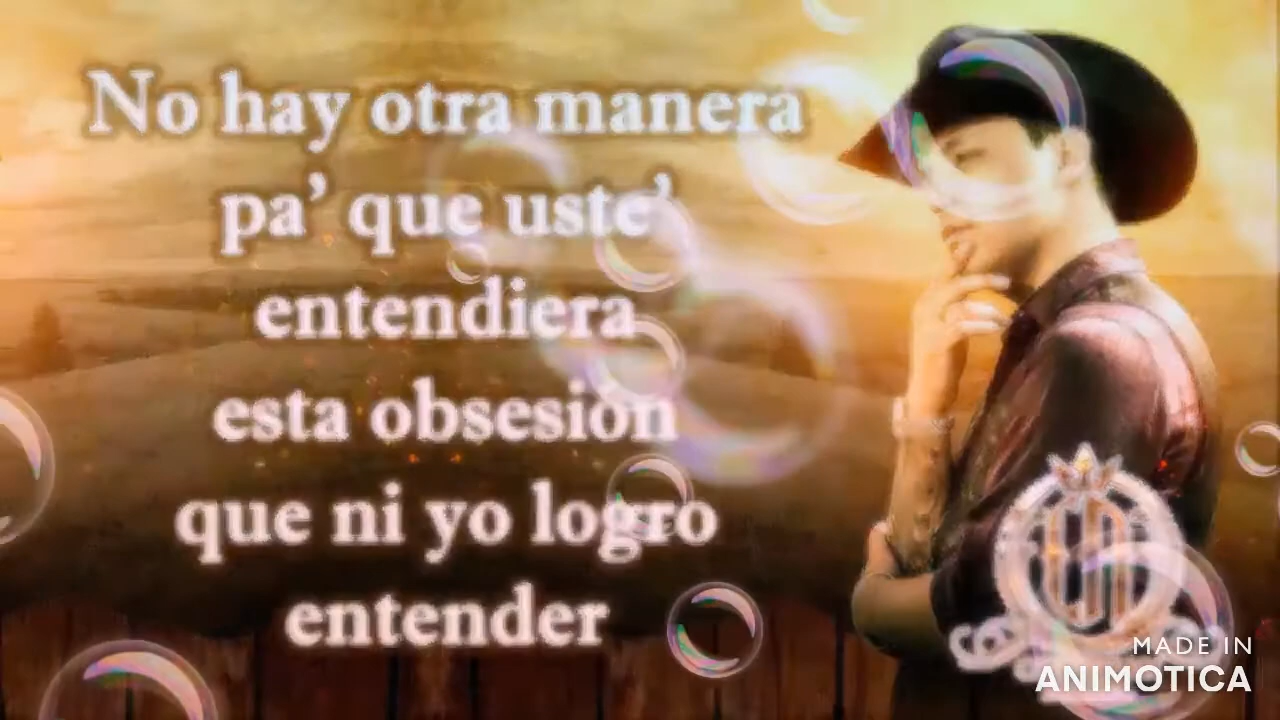 No hay otra manera
pa’ que uste’
entendiera
esta obsesión
que ni yo logro
entender
MADE IN
ANIMOTICA